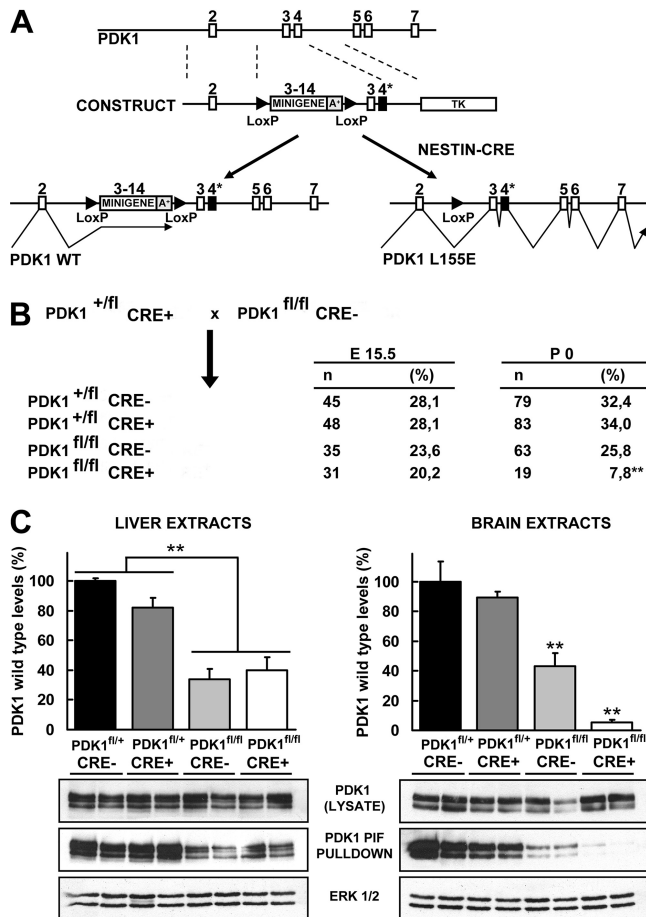 A
2 3 4 5 6 7
PDK1
2 3-14 3 4*
CONSTRUCT MINIGENE A+ TK
LoxP LoxP
NESTIN-CRE
2 3-14 3 4* 5 6 7
MINIGENE A+
LoxP LoxP
PDK1 WT
2 3 4* 5 6 7
LoxP
PDK1 L155E
B
PDK1 +/fl CRE+ x PDK1 fl/fl CRE-
E 15.5 P 0
n (%) n (%)
PDK1 +/fl CRE- 45 28,1 79 32,4
PDK1 +/fl CRE+ 48 28,1 83 34,0
PDK1 fl/fl CRE- 35 23,6 63 25,8
PDK1 fl/fl CRE+ 31 20,2 19 7,8**
C
LIVER EXTRACTS
PDK1 wild type levels (%)
100
80
60
40
20
0
**
PDK1fl/+ PDK1fl/+ PDK1fl/fl PDK1fl/fl
CRE- CRE+ CRE- CRE+
BRAIN EXTRACTS
PDK1 wild type levels (%)
100
80
60
40
20
0
**
**
PDK1fl/+ PDK1fl/+ PDK1fl/fl PDK1fl/fl
CRE- CRE+ CRE- CRE+
PDK1
(LYSATE)
PDK1 PIF
PULLDOWN
ERK 1/2